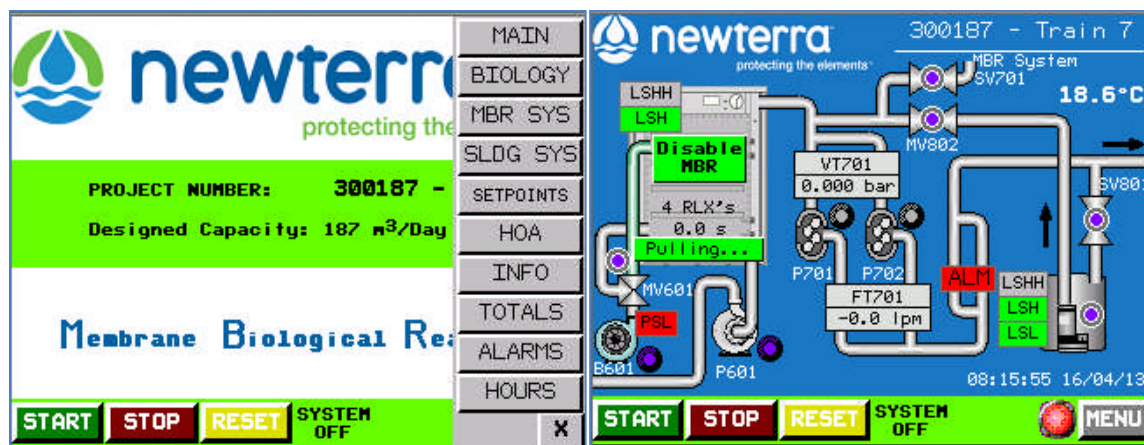 newterr
protecting the
PROJECT NUMBER: 300187 -
Designed Capacity: 187 m³/Day
Membrane Biological Rea
START STOP RESET SYSTEM OFF
MAIN
BIOLOGY
MBR SYS
SLDG SYS
SETPOINTS
HOA
INFO
TOTALS
ALARMS
HOURS
X
newterra
protecting the elements
300187 - Train 7
MBR System
SV701
18.6°C
LSHH
LSH
MV802
Disable
MBR
VT701
0.000 bar
SV801
4 RLX's
0.0 s
Pulling...
P701 P702
MV601
ALM
LSHH
LSH
LSL
FT701
-0.0 lpm
PSL
B601
P601
08:15:55 16/04/13
START STOP RESET SYSTEM OFF MENU